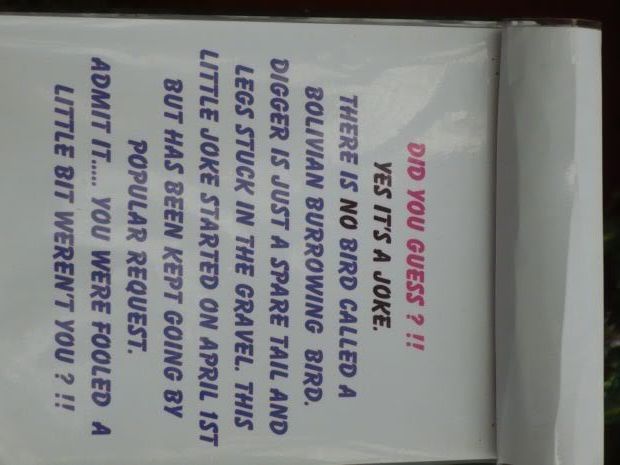 DID YOU GUESS ? !!
YES IT'S A JOKE.
THERE IS NO BIRD CALLED A
BOLIVIAN BURROWING BIRD.
DIGGER IS JUST A SPARE TAIL AND
LEGS STUCK IN THE GRAVEL. THIS
LITTLE JOKE STARTED ON APRIL 1ST
BUT HAS BEEN KEPT GOING BY
POPULAR REQUEST.
ADMIT IT..... YOU WERE FOOLED A
LITTLE BIT WEREN'T YOU ? !!